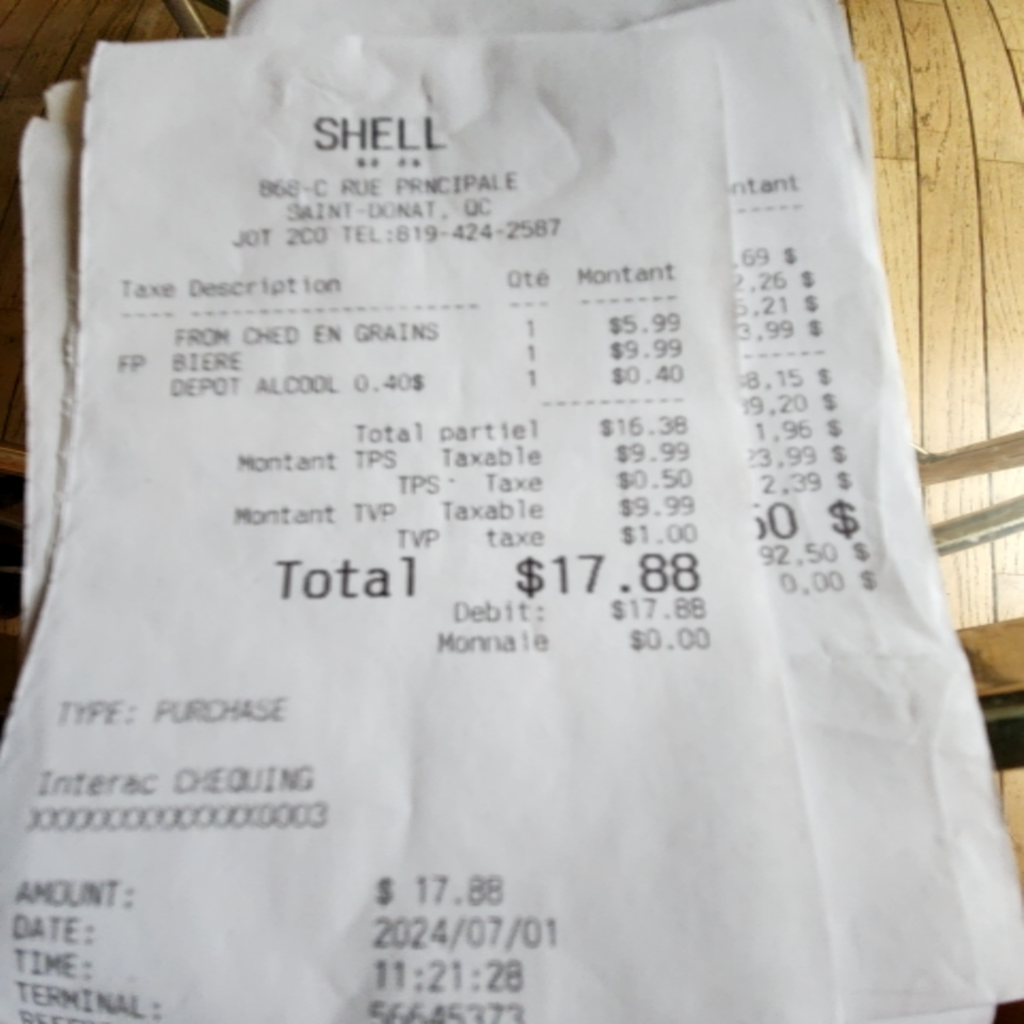 SHELL
** **
868-C RUE PRNCIPALE
SAINT-DONAT, QC
JOT 2C0 TEL:819-424-2587
Taxe Description Qté Montant
---- -------------------- --- -------
FROM CHED EN GRAINS 1 $5.99
FP BIERE 1 $9.99
DEPOT ALCOOL 0.40$ 1 $0.40
----------
Total partiel $16.38
Montant TPS Taxable $9.99
TPS Taxe $0.50
Montant TVP Taxable $9.99
TVP taxe $1.00
Total $17.88
Debit: $17.88
Monnaie $0.00
TYPE: PURCHASE
Interac CHEQUING
XXXXXXXXXXXXXXX0003
AMOUNT: $ 17.88
DATE: 2024/07/01
TIME: 11:21:28
TERMINAL: 56645373
ntant
------
,69 $
2,26 $
5,21 $
3,99 $
------
8,15 $
39,20 $
1,96 $
23,99 $
2,39 $
50 $
92,50 $
0,00 $